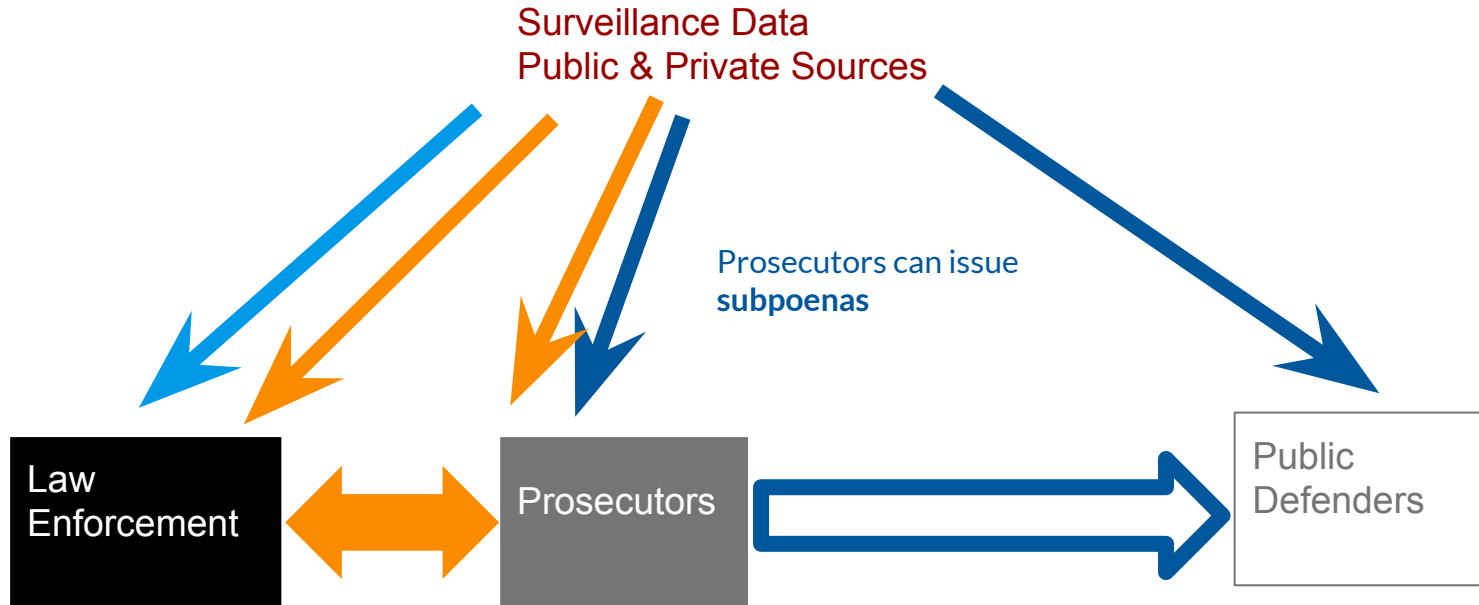 Surveillance Data
Public & Private Sources
Prosecutors can issue
subpoenas
Law
Enforcement
Prosecutors
Public
Defenders